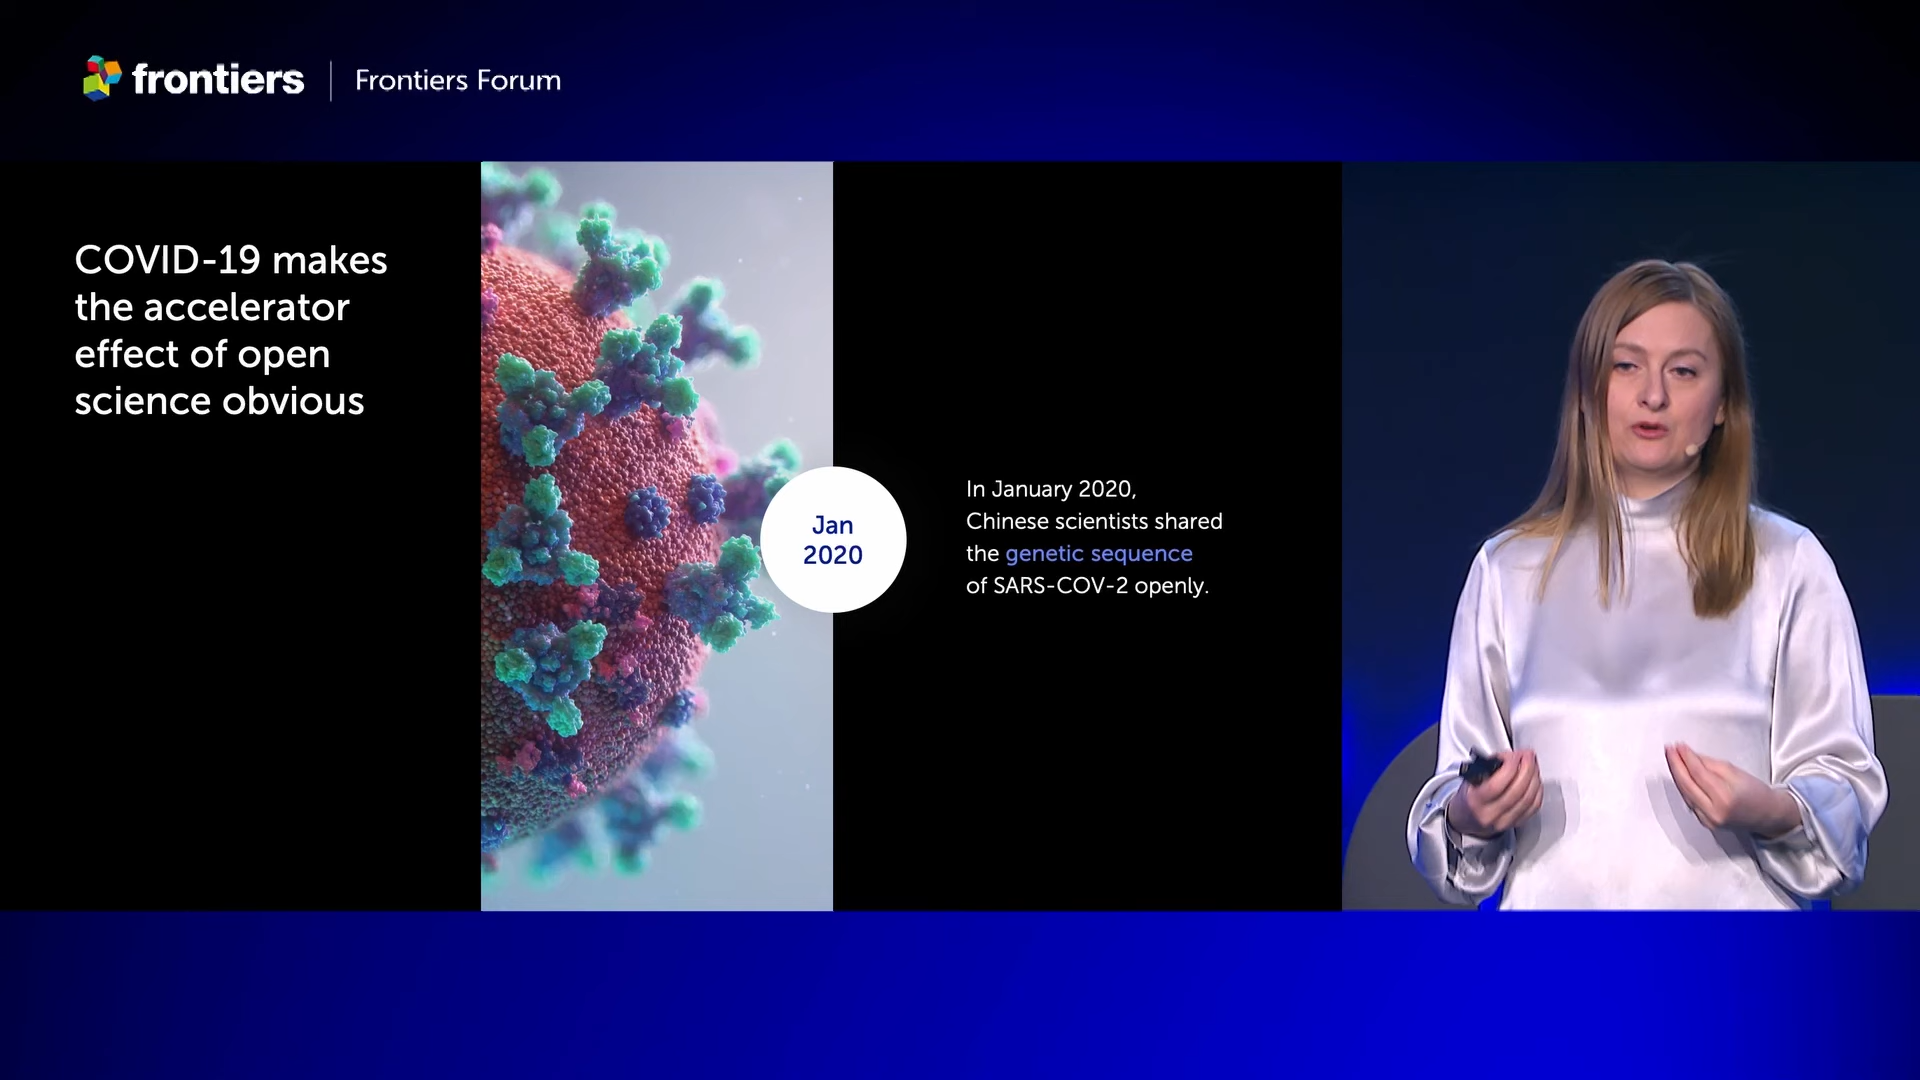 frontiers
Frontiers Forum
COVID-19 makes
the accelerator
effect of open
science obvious
Jan
2020
In January 2020,
Chinese scientists shared
the genetic sequence
of SARS-COV-2 openly.